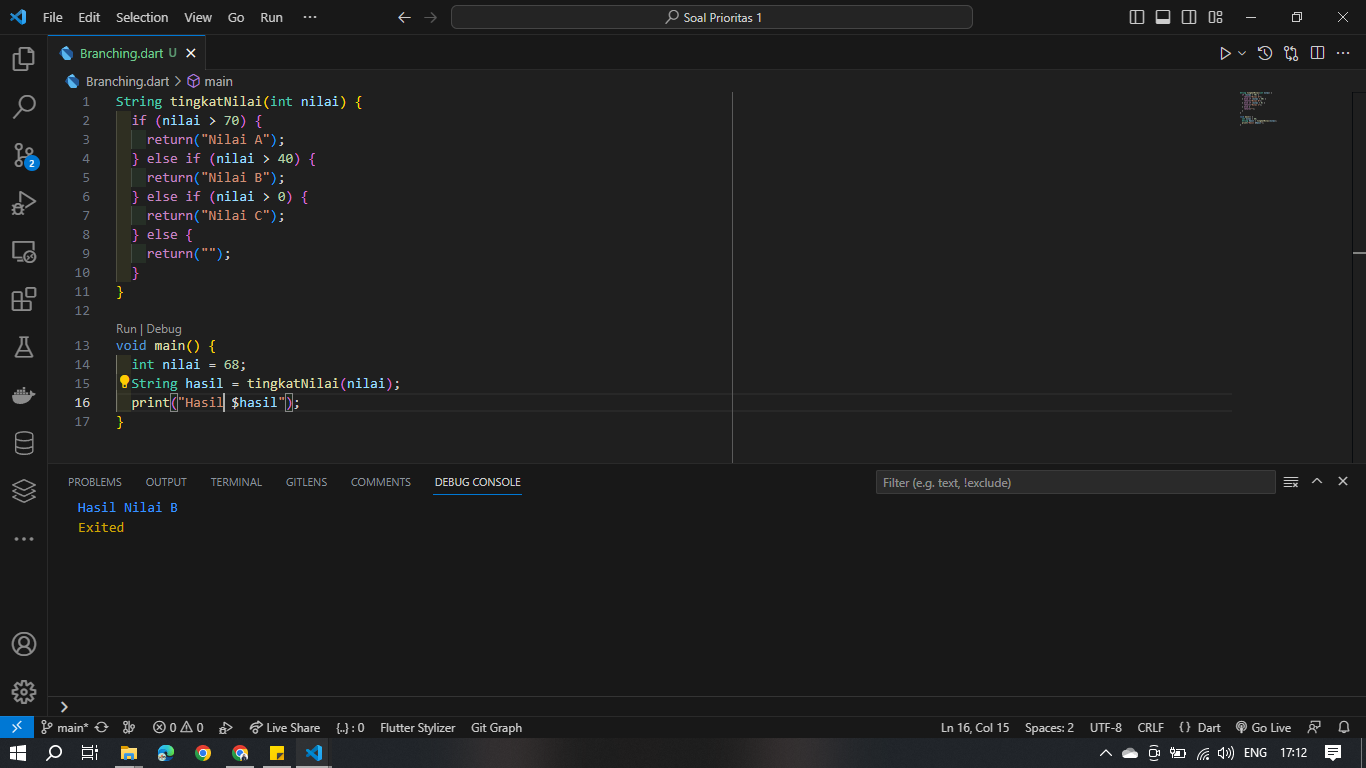 File Edit Selection View Go Run ··· Soal Prioritas 1
Branching.dart U
Branching.dart > main
1 String tingkatNilai(int nilai) {
2 if (nilai > 70) {
3 return("Nilai A");
4 } else if (nilai > 40) {
5 return("Nilai B");
6 } else if (nilai > 0) {
7 return("Nilai C");
8 } else {
9 return("");
10 }
11 }
12
Run | Debug
13 void main() {
14 int nilai = 68;
15 String hasil = tingkatNilai(nilai);
16 print("Hasil $hasil");
17 }
2
PROBLEMS OUTPUT TERMINAL GITLENS COMMENTS DEBUG CONSOLE Filter (e.g. text, !exclude)
Hasil Nilai B
Exited
main* 0 0 Live Share {..} : 0 Flutter Stylizer Git Graph Ln 16, Col 15 Spaces: 2 UTF-8 CRLF {} Dart Go Live
ENG 17:12